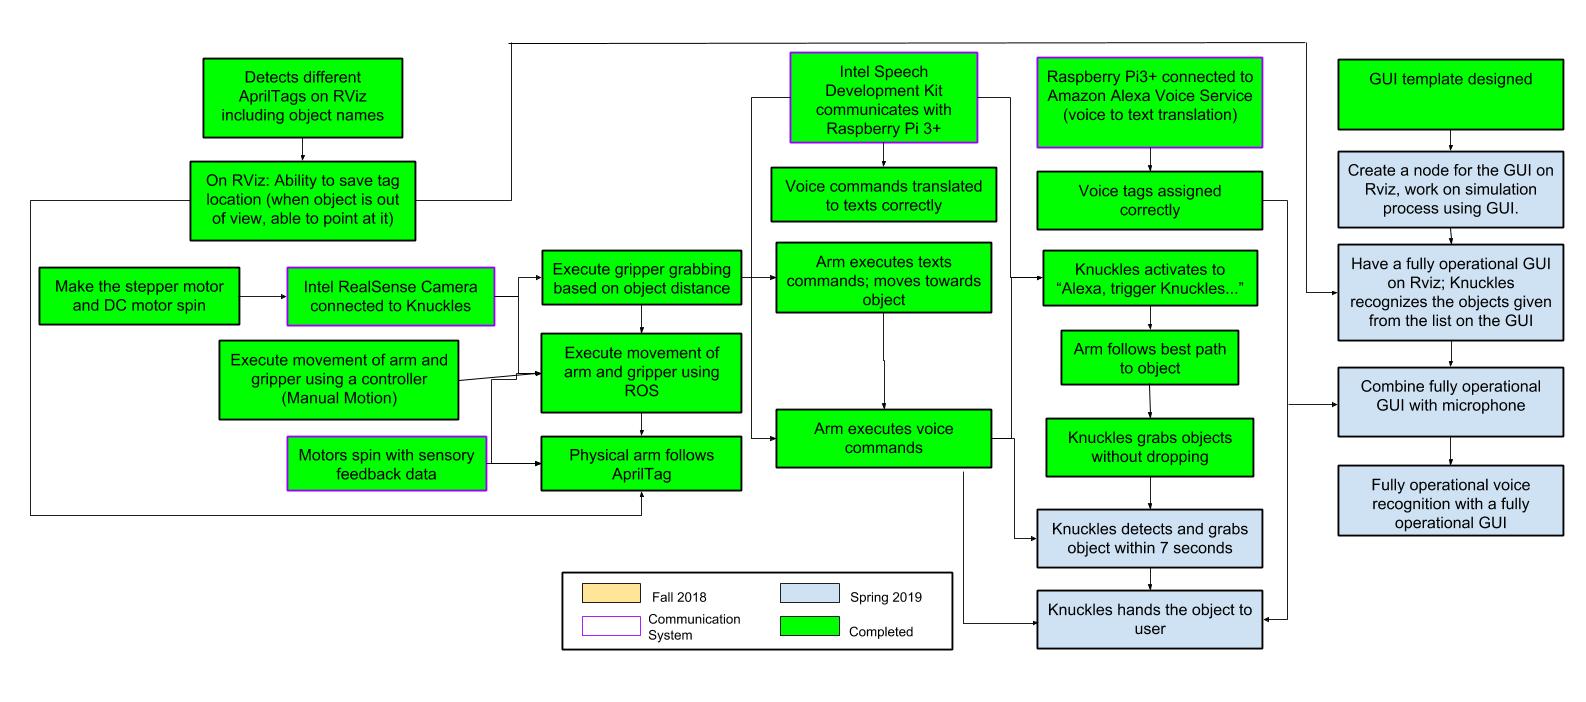 Detects different
AprilTags on RViz
including object names
On RViz: Ability to save tag
location (when object is out
of view, able to point at it)
Make the stepper motor
and DC motor spin
Intel RealSense Camera
connected to Knuckles
Execute movement of arm and
gripper using a controller
(Manual Motion)
Motors spin with sensory
feedback data
Execute gripper grabbing
based on object distance
Execute movement of
arm and gripper using
ROS
Physical arm follows
AprilTag
Intel Speech
Development Kit
communicates with
Raspberry Pi 3+
Voice commands translated
to texts correctly
Arm executes texts
commands; moves towards
object
Arm executes voice
commands
Raspberry Pi3+ connected to
Amazon Alexa Voice Service
(voice to text translation)
Voice tags assigned
correctly
Knuckles activates to
“Alexa, trigger Knuckles...”
Arm follows best path
to object
Knuckles grabs objects
without dropping
Knuckles detects and grabs
object within 7 seconds
Knuckles hands the object to
user
GUI template designed
Create a node for the GUI on
Rviz, work on simulation
process using GUI.
Have a fully operational GUI
on Rviz; Knuckles
recognizes the objects given
from the list on the GUI
Combine fully operational
GUI with microphone
Fully operational voice
recognition with a fully
operational GUI
Fall 2018
Spring 2019
Communication
System
Completed